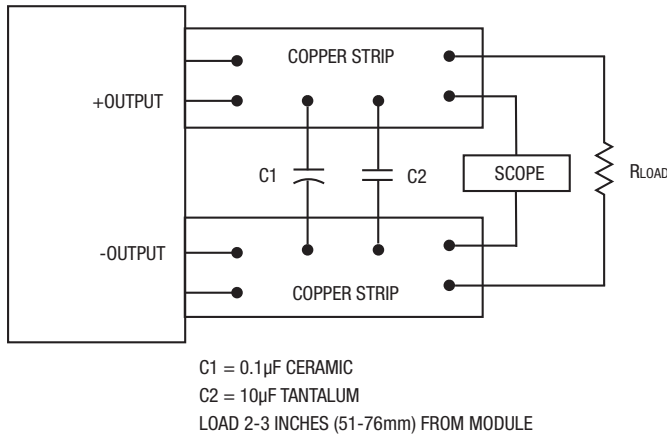 COPPER STRIP
+OUTPUT
C1
C2
SCOPE
RLOAD
-OUTPUT
COPPER STRIP
C1 = 0.1µF CERAMIC
C2 = 10µF TANTALUM
LOAD 2-3 INCHES (51-76mm) FROM MODULE